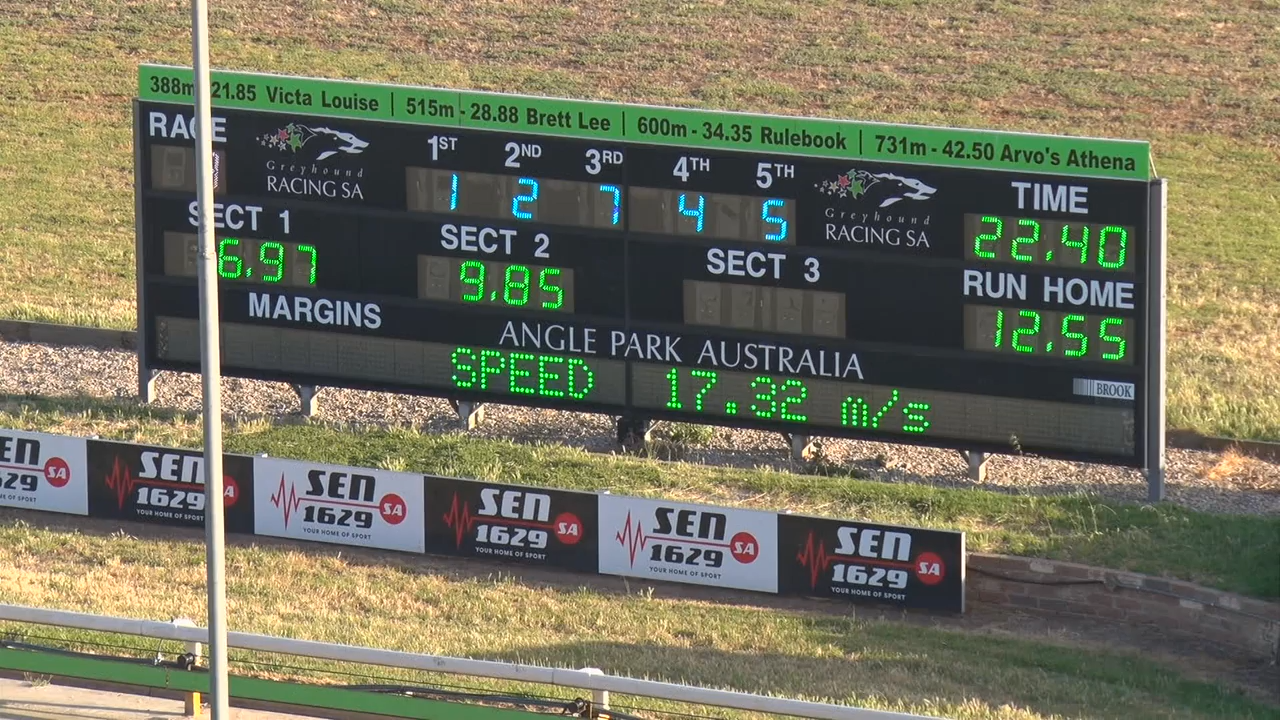 388m - 21.85 Victa Louise | 515m - 28.88 Brett Lee | 600m - 34.35 Rulebook | 731m - 42.50 Arvo's Athena
RACE
Greyhound
RACING SA
1ST 2ND 3RD 4TH 5TH
1 2 7 4 5
Greyhound
RACING SA
TIME
22.40
SECT 1
6.97
SECT 2
9.85
SECT 3
RUN HOME
12.55
MARGINS
ANGLE PARK AUSTRALIA
SPEED 17.32 m/s
BROOK
SEN
1629
SA
YOUR HOME OF SPORT
SEN
1629
SA
YOUR HOME OF SPORT
SEN
1629
SA
YOUR HOME OF SPORT
SEN
1629
SA
YOUR HOME OF SPORT
SEN
1629
SA
YOUR HOME OF SPORT
SEN
1629
SA
YOUR HOME OF SPORT